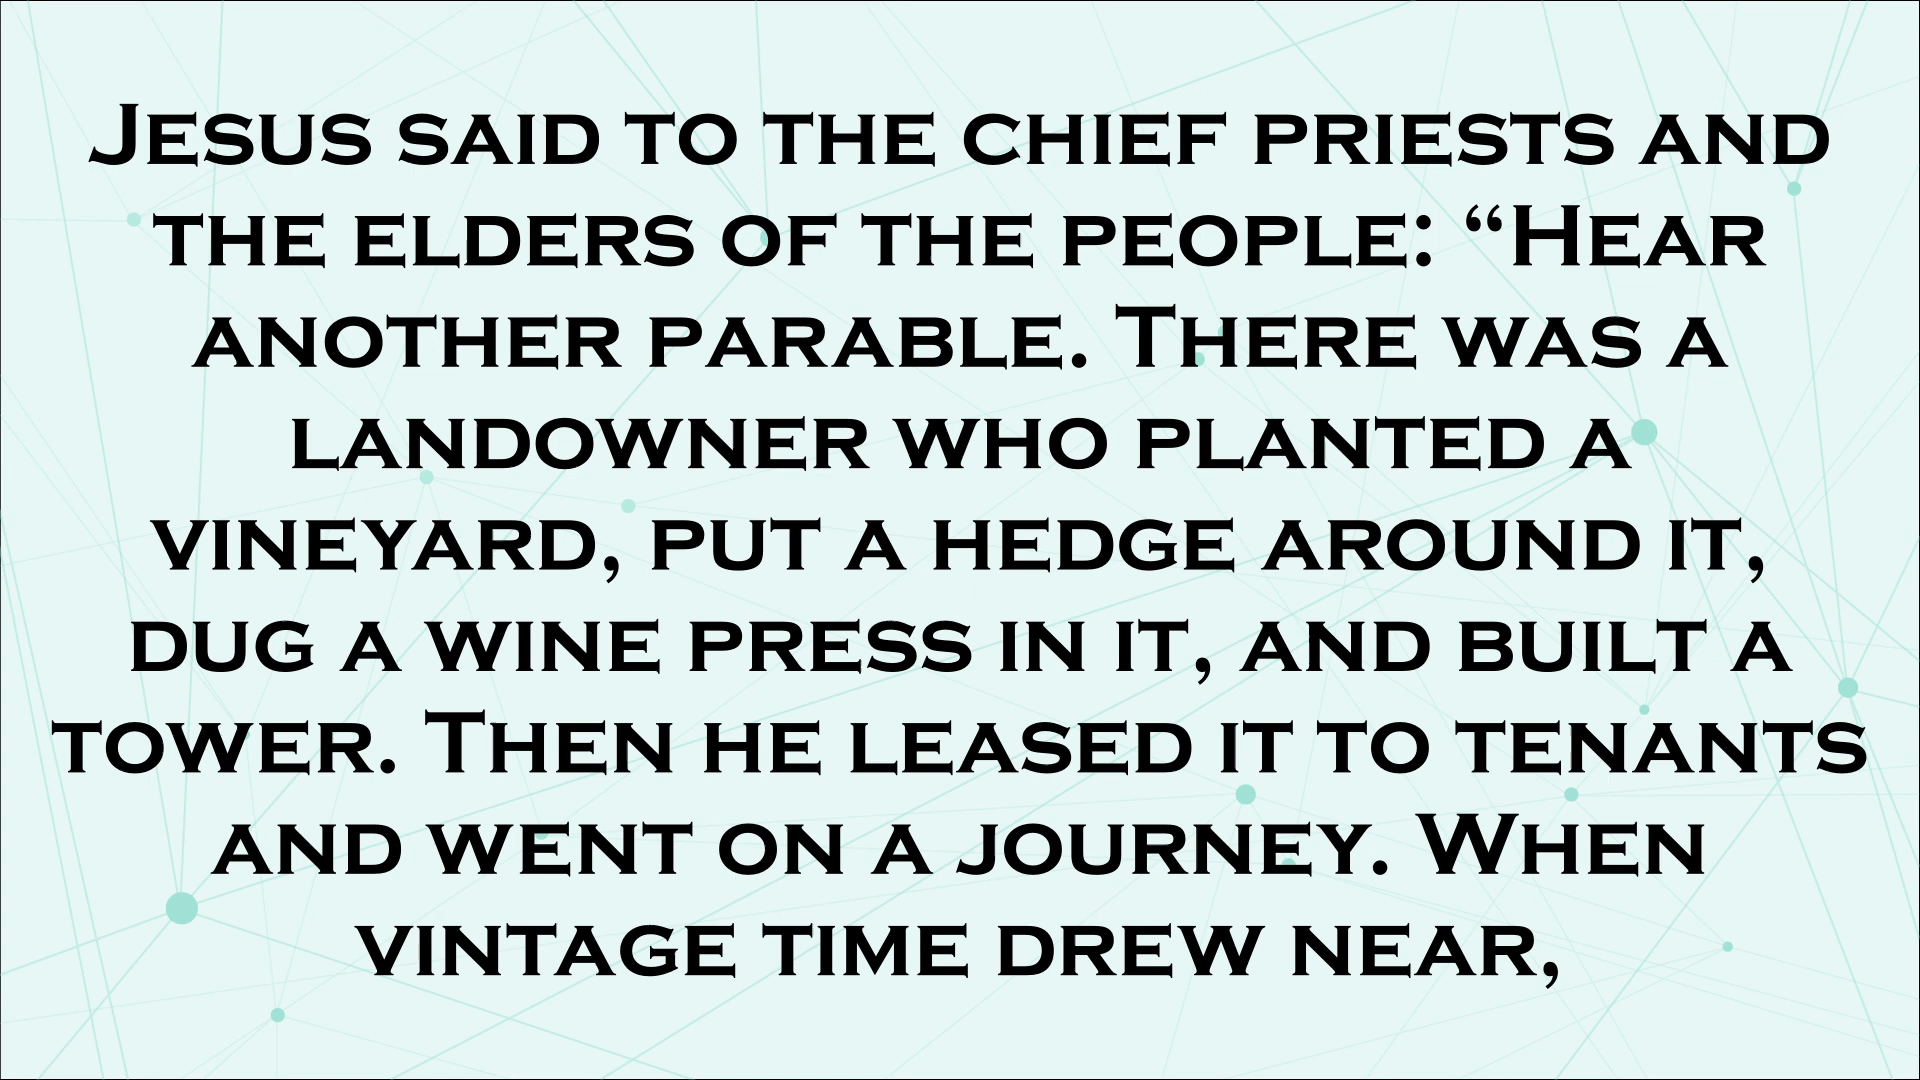 Jesus said to the chief priests and
the elders of the people: “Hear
another parable. There was a
landowner who planted a
vineyard, put a hedge around it,
dug a wine press in it, and built a
tower. Then he leased it to tenants
and went on a journey. When
vintage time drew near,